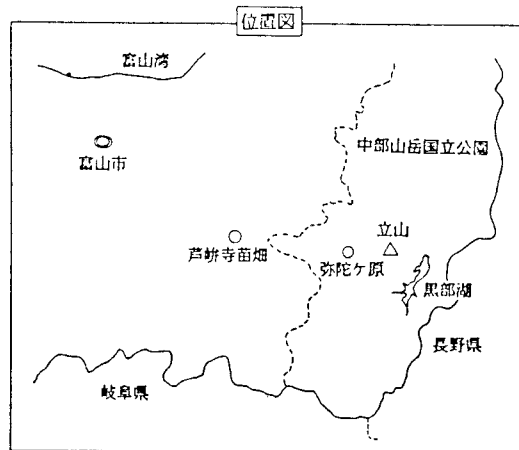 位置図
富山湾
富山市
中部山岳国立公園
芦峅寺苗畑
弥陀ケ原
立山
黒部湖
長野県
岐阜県